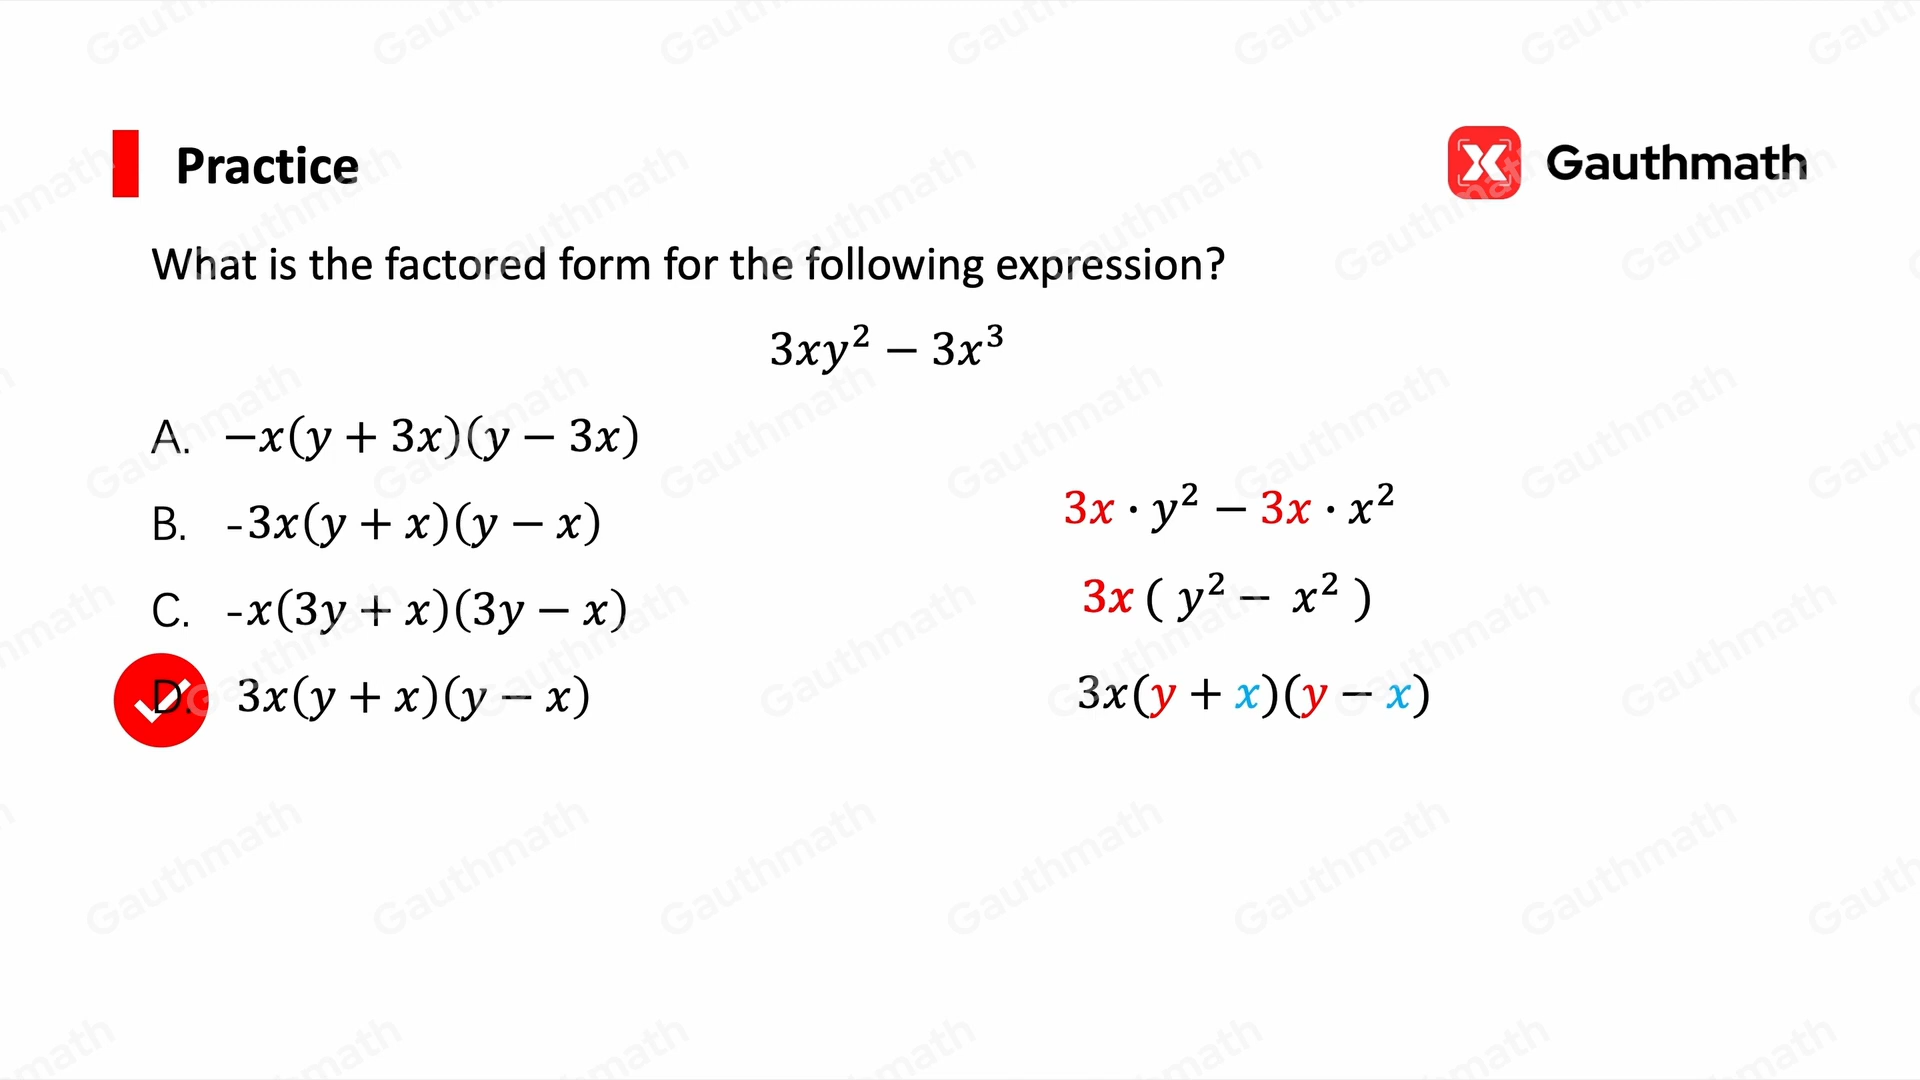 Practice
Gauthmath
What is the factored form for the following expression?
3xy² − 3x³
A. −x(y + 3x)(y − 3x)
B. -3x(y + x)(y − x)
C. -x(3y + x)(3y − x)
D. 3x(y + x)(y − x)
3x · y² − 3x · x²
3x ( y² − x² )
3x(y + x)(y − x)